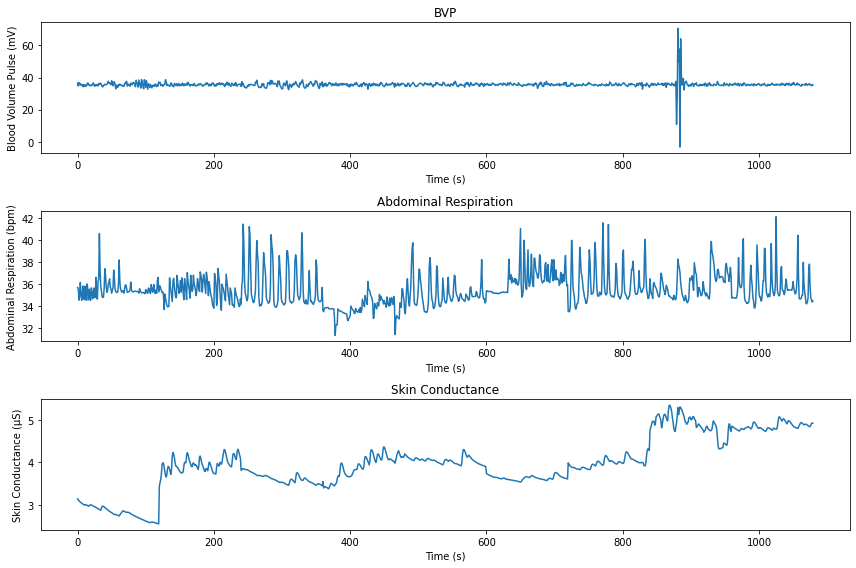 BVP
Blood Volume Pulse (mV)
60
40
20
0
0 200 400 600 800 1000
Time (s)
Abdominal Respiration
Abdominal Respiration (bpm)
42
40
38
36
34
32
0 200 400 600 800 1000
Time (s)
Skin Conductance
Skin Conductance (μS)
5
4
3
0 200 400 600 800 1000
Time (s)